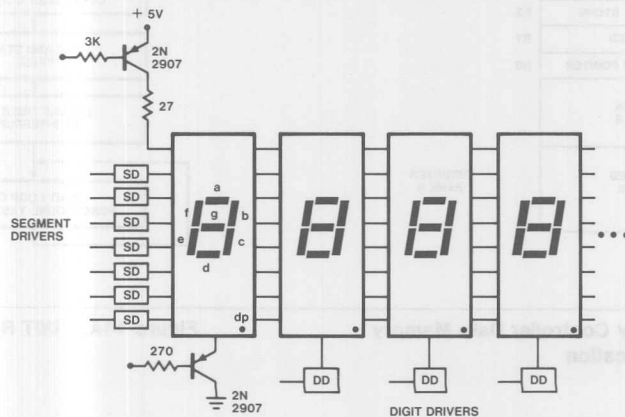 + 5V
3K
2N
2907
27
SD
SD
SD
SD
SD
SD
SD
SEGMENT
DRIVERS
a
f
g
b
e
c
d
dp
270
2N
2907
DD
DD
DD
DIGIT DRIVERS